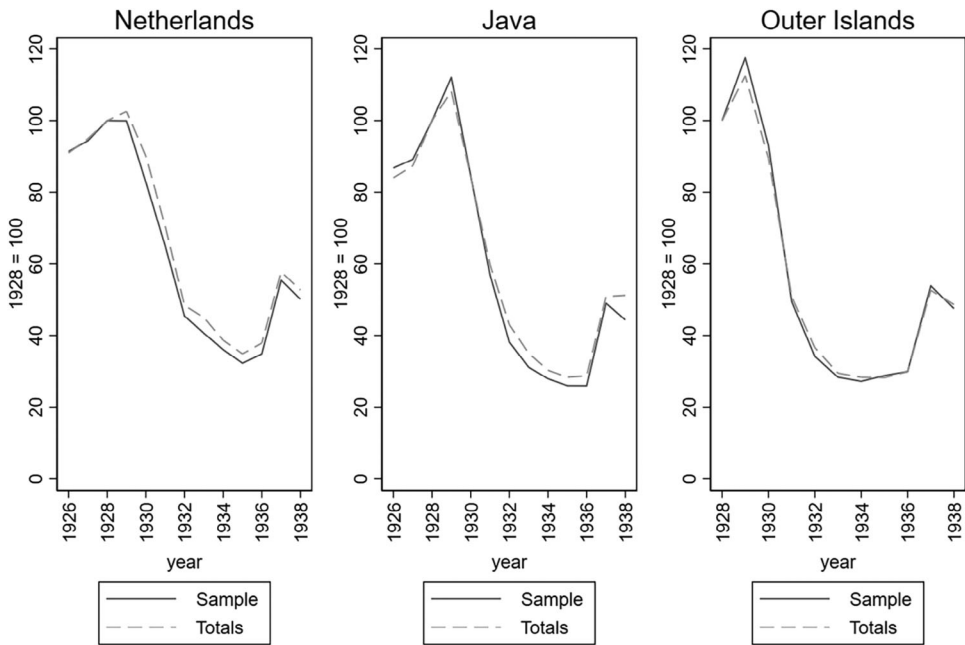 Netherlands
1928 = 100
0 20 40 60 80 100 120
1926 1928 1930 1932 1934 1936 1938
year
Sample
Totals
Java
1928 = 100
0 20 40 60 80 100 120
1926 1928 1930 1932 1934 1936 1938
year
Sample
Totals
Outer Islands
1928 = 100
0 20 40 60 80 100 120
1928 1930 1932 1934 1936 1938
year
Sample
Totals